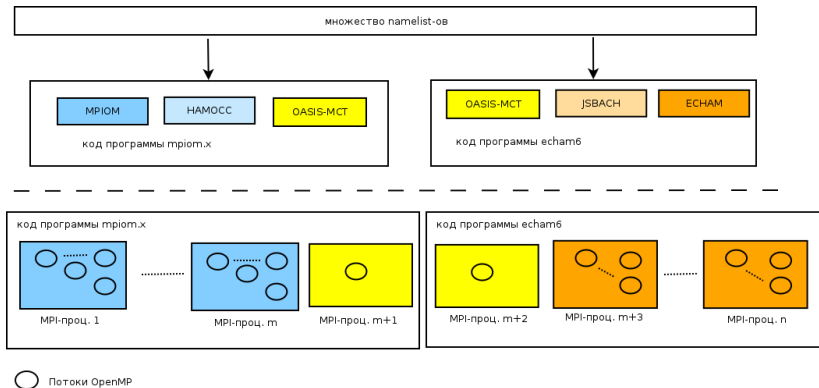 множество namelist-ов
MPIOM
HAMOCC
OASIS-MCT
код программы mpiom.x
OASIS-MCT
JSBACH
ECHAM
код программы echam6
код программы mpiom.x
MPI-проц. 1
MPI-проц. m
MPI-проц. m+1
код программы echam6
MPI-проц. m+2
MPI-проц. m+3
MPI-проц. n
Потоки OpenMP